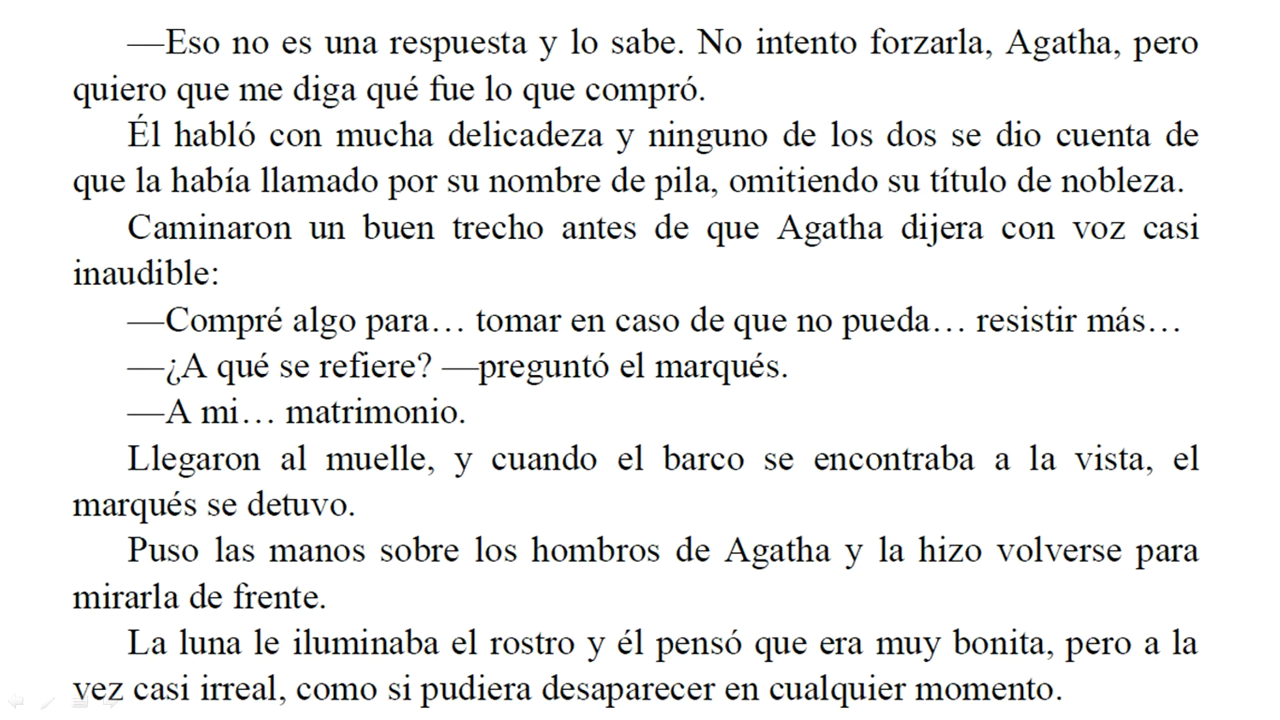 —Eso no es una respuesta y lo sabe. No intento forzarla, Agatha, pero
quiero que me diga qué fue lo que compró.
Él habló con mucha delicadeza y ninguno de los dos se dio cuenta de
que la había llamado por su nombre de pila, omitiendo su título de nobleza.
Caminaron un buen trecho antes de que Agatha dijera con voz casi
inaudible:
—Compré algo para… tomar en caso de que no pueda… resistir más…
—¿A qué se refiere? —preguntó el marqués.
—A mi… matrimonio.
Llegaron al muelle, y cuando el barco se encontraba a la vista, el
marqués se detuvo.
Puso las manos sobre los hombros de Agatha y la hizo volverse para
mirarla de frente.
La luna le iluminaba el rostro y él pensó que era muy bonita, pero a la
vez casi irreal, como si pudiera desaparecer en cualquier momento.